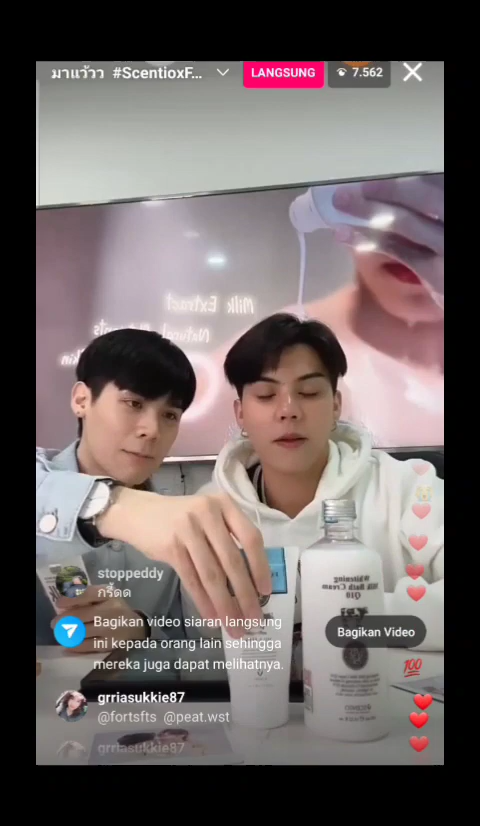 มาแว้วว #ScentioxF...
LANGSUNG
7.562
Milk Extract
Natural
Whitening
Milk Bath Cream
Q10
stoppeddy
กรี้ดด
Bagikan video siaran langsung
ini kepada orang lain sehingga
mereka juga dapat melihatnya.
Bagikan Video
100
grriasukkie87
@fortsfts @peat.wst
grriasukkie87